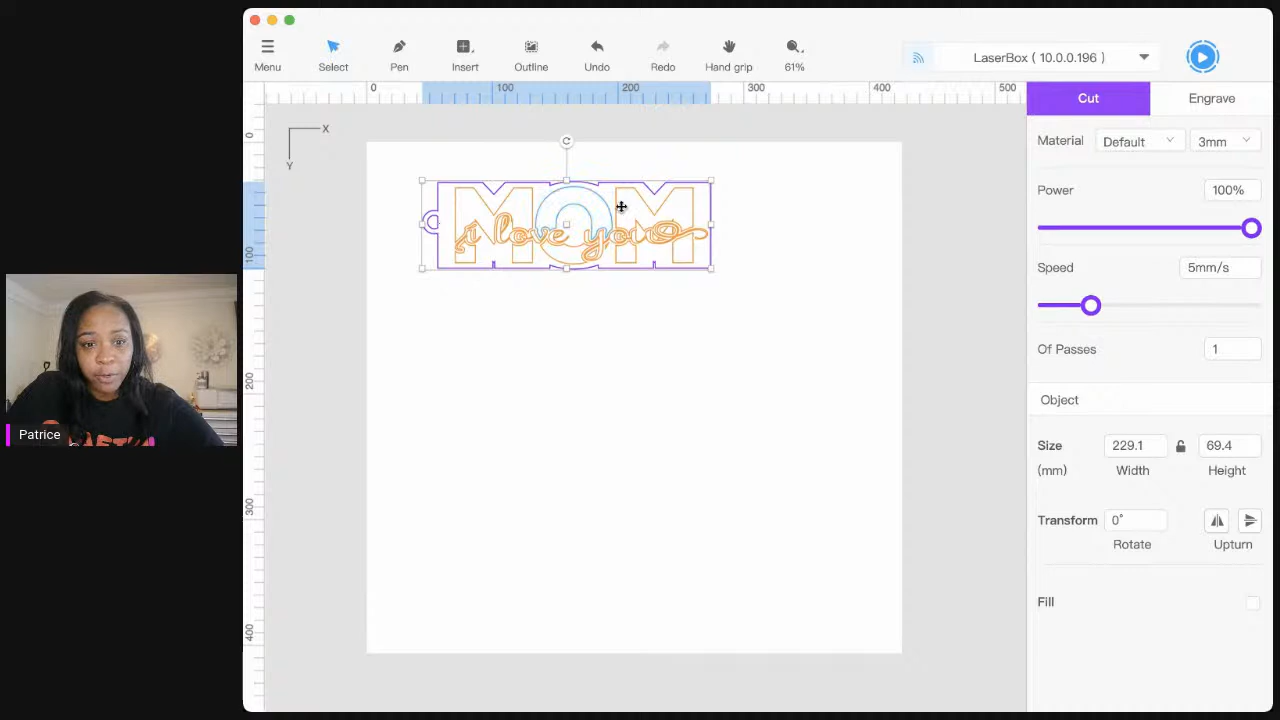 Menu Select Pen Insert Outline Undo Redo Hand grip 61% LaserBox ( 10.0.0.196 )
0 100 200 300 400 500
Cut Engrave
X
Y
0
100
200
300
400
MOM
i love you
Material Default 3mm
Power 100%
Speed 5mm/s
Of Passes 1
Object
Size 229.1 69.4
(mm) Width Height
Transform 0°
Rotate Upturn
Fill
Patrice